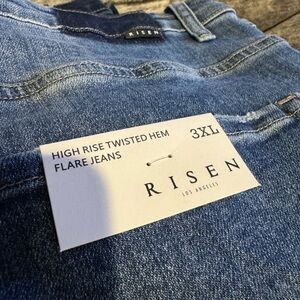 RISEN
HIGH RISE TWISTED HEM
FLARE JEANS
3XL
RISEN
LOS ANGELES